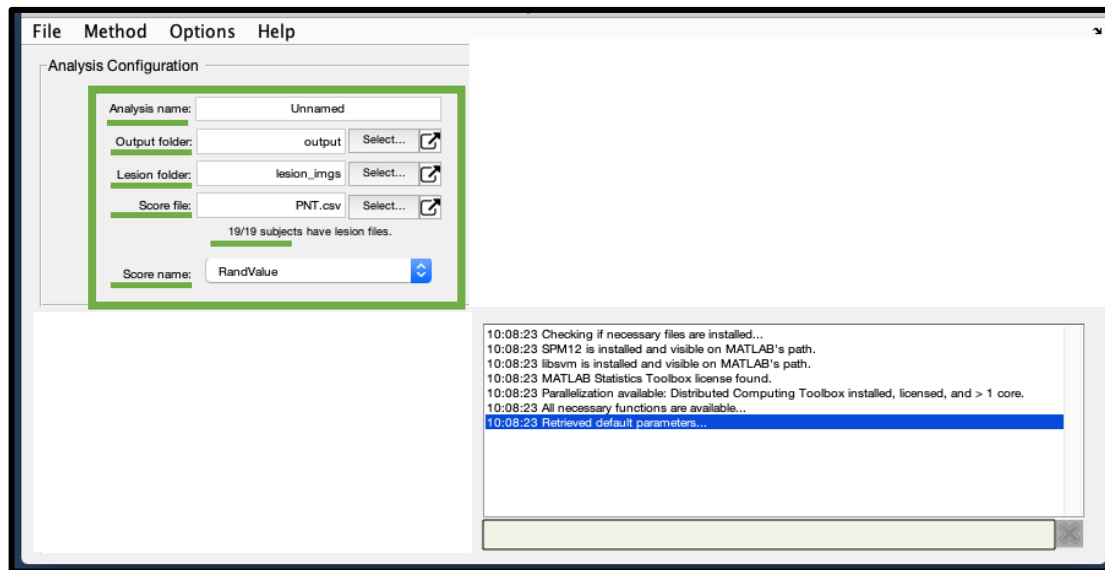 File Method Options Help
Analysis Configuration
Analysis name: Unnamed
Output folder: output Select...
Lesion folder: lesion_imgs Select...
Score file: PNT.csv Select...
19/19 subjects have lesion files.
Score name: RandValue
10:08:23 Checking if necessary files are installed...
10:08:23 SPM12 is installed and visible on MATLAB's path.
10:08:23 libsvm is installed and visible on MATLAB's path.
10:08:23 MATLAB Statistics Toolbox license found.
10:08:23 Parallelization available: Distributed Computing Toolbox installed, licensed, and > 1 core.
10:08:23 All necessary functions are available...
10:08:23 Retrieved default parameters...